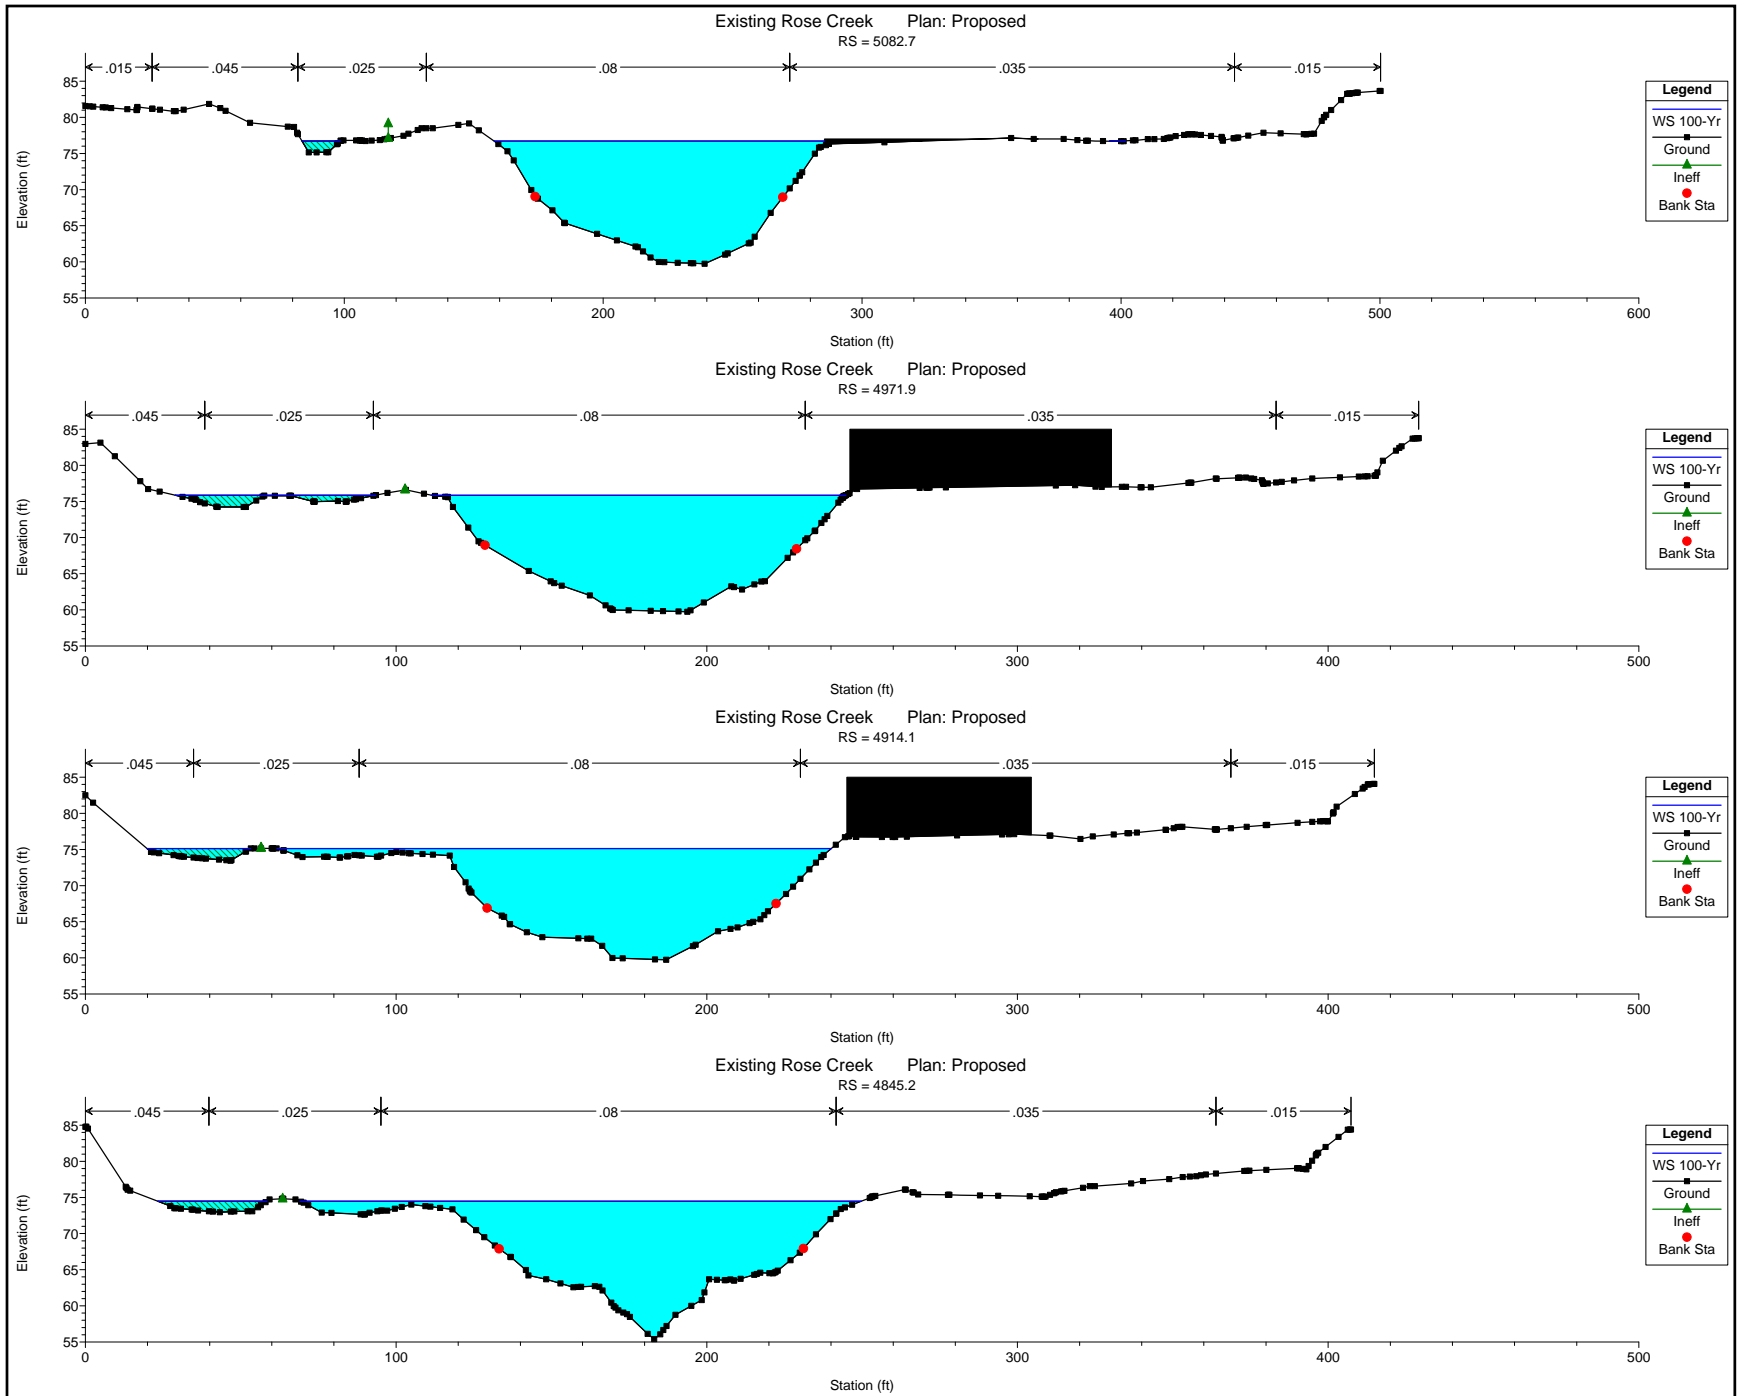 Existing Rose Creek Plan: Proposed
RS = 5082.7
.015 .045 .025 .08 .035 .015
85
80
75
70
65
60
55
Elevation (ft)
0 100 200 300 400 500 600
Station (ft)
Legend
WS 100-Yr
Ground
Ineff
Bank Sta
Existing Rose Creek Plan: Proposed
RS = 4971.9
.045 .025 .08 .035 .015
85
80
75
70
65
60
55
Elevation (ft)
0 100 200 300 400 500
Station (ft)
Legend
WS 100-Yr
Ground
Ineff
Bank Sta
Existing Rose Creek Plan: Proposed
RS = 4914.1
.045 .025 .08 .035 .015
85
80
75
70
65
60
55
Elevation (ft)
0 100 200 300 400 500
Station (ft)
Legend
WS 100-Yr
Ground
Ineff
Bank Sta
Existing Rose Creek Plan: Proposed
RS = 4845.2
.045 .025 .08 .035 .015
85
80
75
70
65
60
55
Elevation (ft)
0 100 200 300 400 500
Station (ft)
Legend
WS 100-Yr
Ground
Ineff
Bank Sta